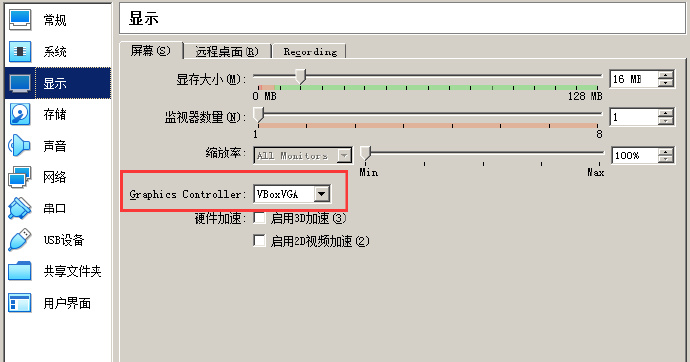 常规
系统
显示
存储
声音
网络
串口
USB设备
共享文件夹
用户界面
显示
屏幕(S) 远程桌面(R) Recording
显存大小(M): 16 MB
0 MB 128 MB
监视器数量(N): 1
1 8
缩放率: All Monitors 100%
Min Max
Graphics Controller: VBoxVGA
硬件加速: 启用3D加速(3)
启用2D视频加速(2)